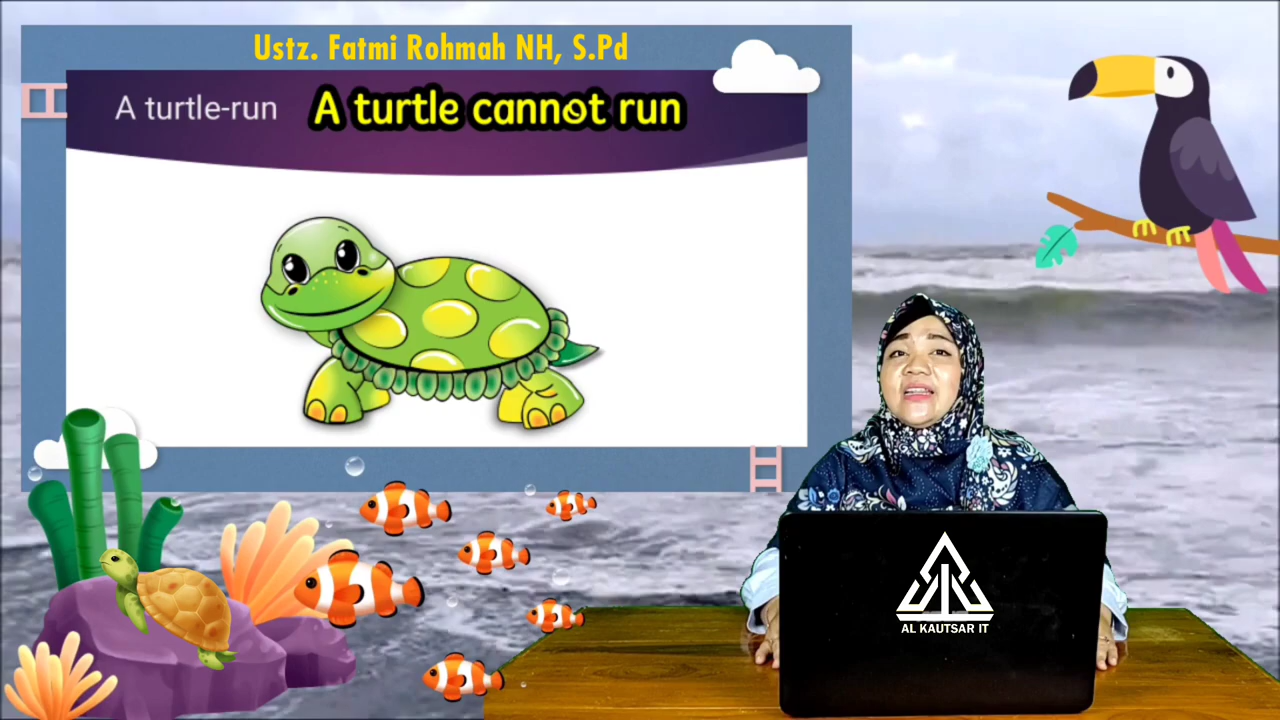 Ustz. Fatmi Rohmah NH, S.Pd
A turtle-run
A turtle cannot run
AL KAUTSAR IT